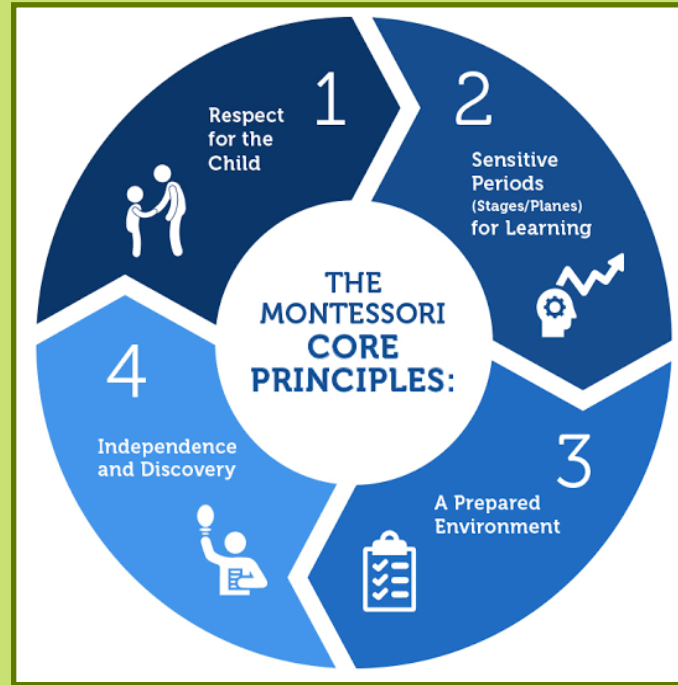 THE
MONTESSORI
CORE
PRINCIPLES:
1
Respect
for the
Child
2
Sensitive
Periods
(Stages/Planes)
for Learning
3
A Prepared
Environment
4
Independence
and Discovery